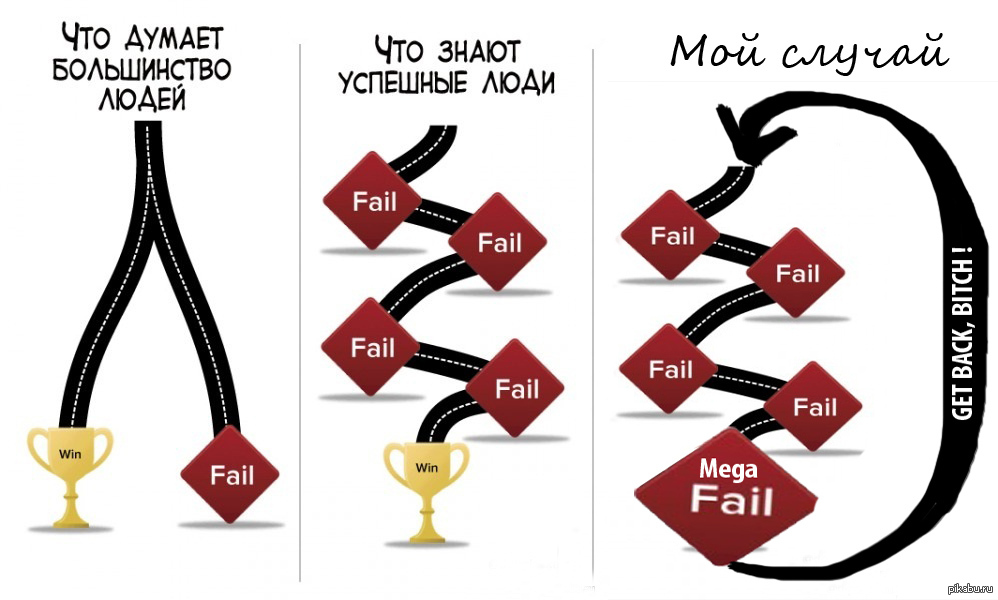 Что думает
большинство
людей
Win
Fail
Что знают
успешные люди
Fail
Fail
Fail
Fail
Win
Мой случай
Fail
Fail
Fail
Fail
Mega
Fail
GET BACK, BITCH !
pikabu.ru